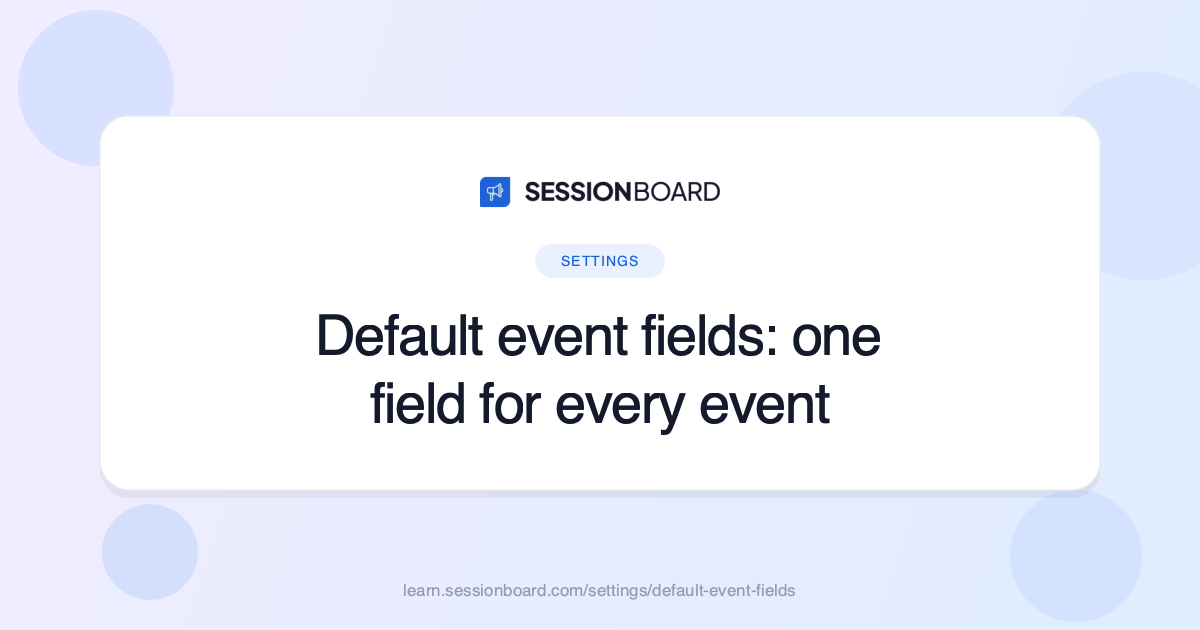 SESSIONBOARD
SETTINGS
Default event fields: one
field for every event
learn.sessionboard.com/settings/default-event-fields